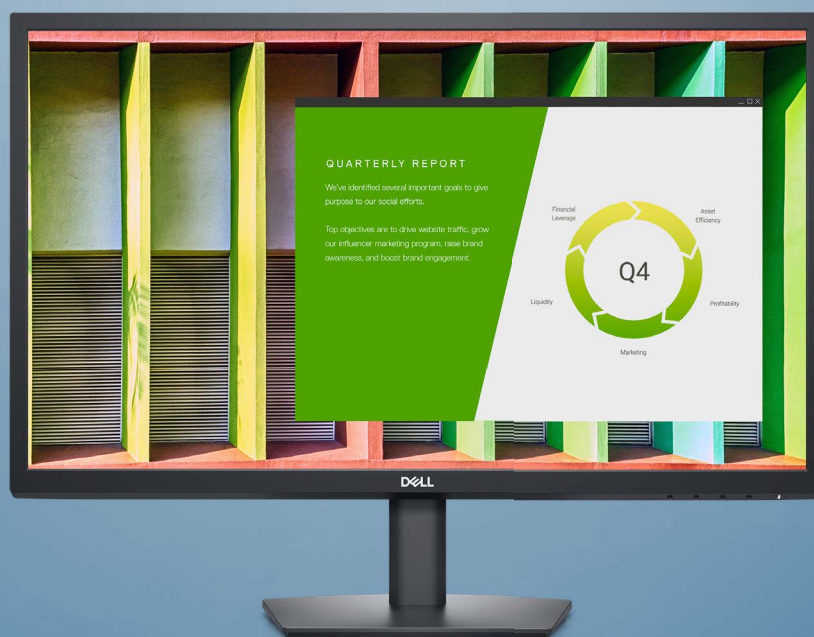 QUARTERLY REPORT
We've identified several important goals to give
purpose to our social efforts.
Top objectives are to drive website traffic, grow
our influencer marketing program, raise brand
awareness, and boost brand engagement.
Financial
Leverage
Asset
Efficiency
Q4
Liquidity
Profitability
Marketing
DELL